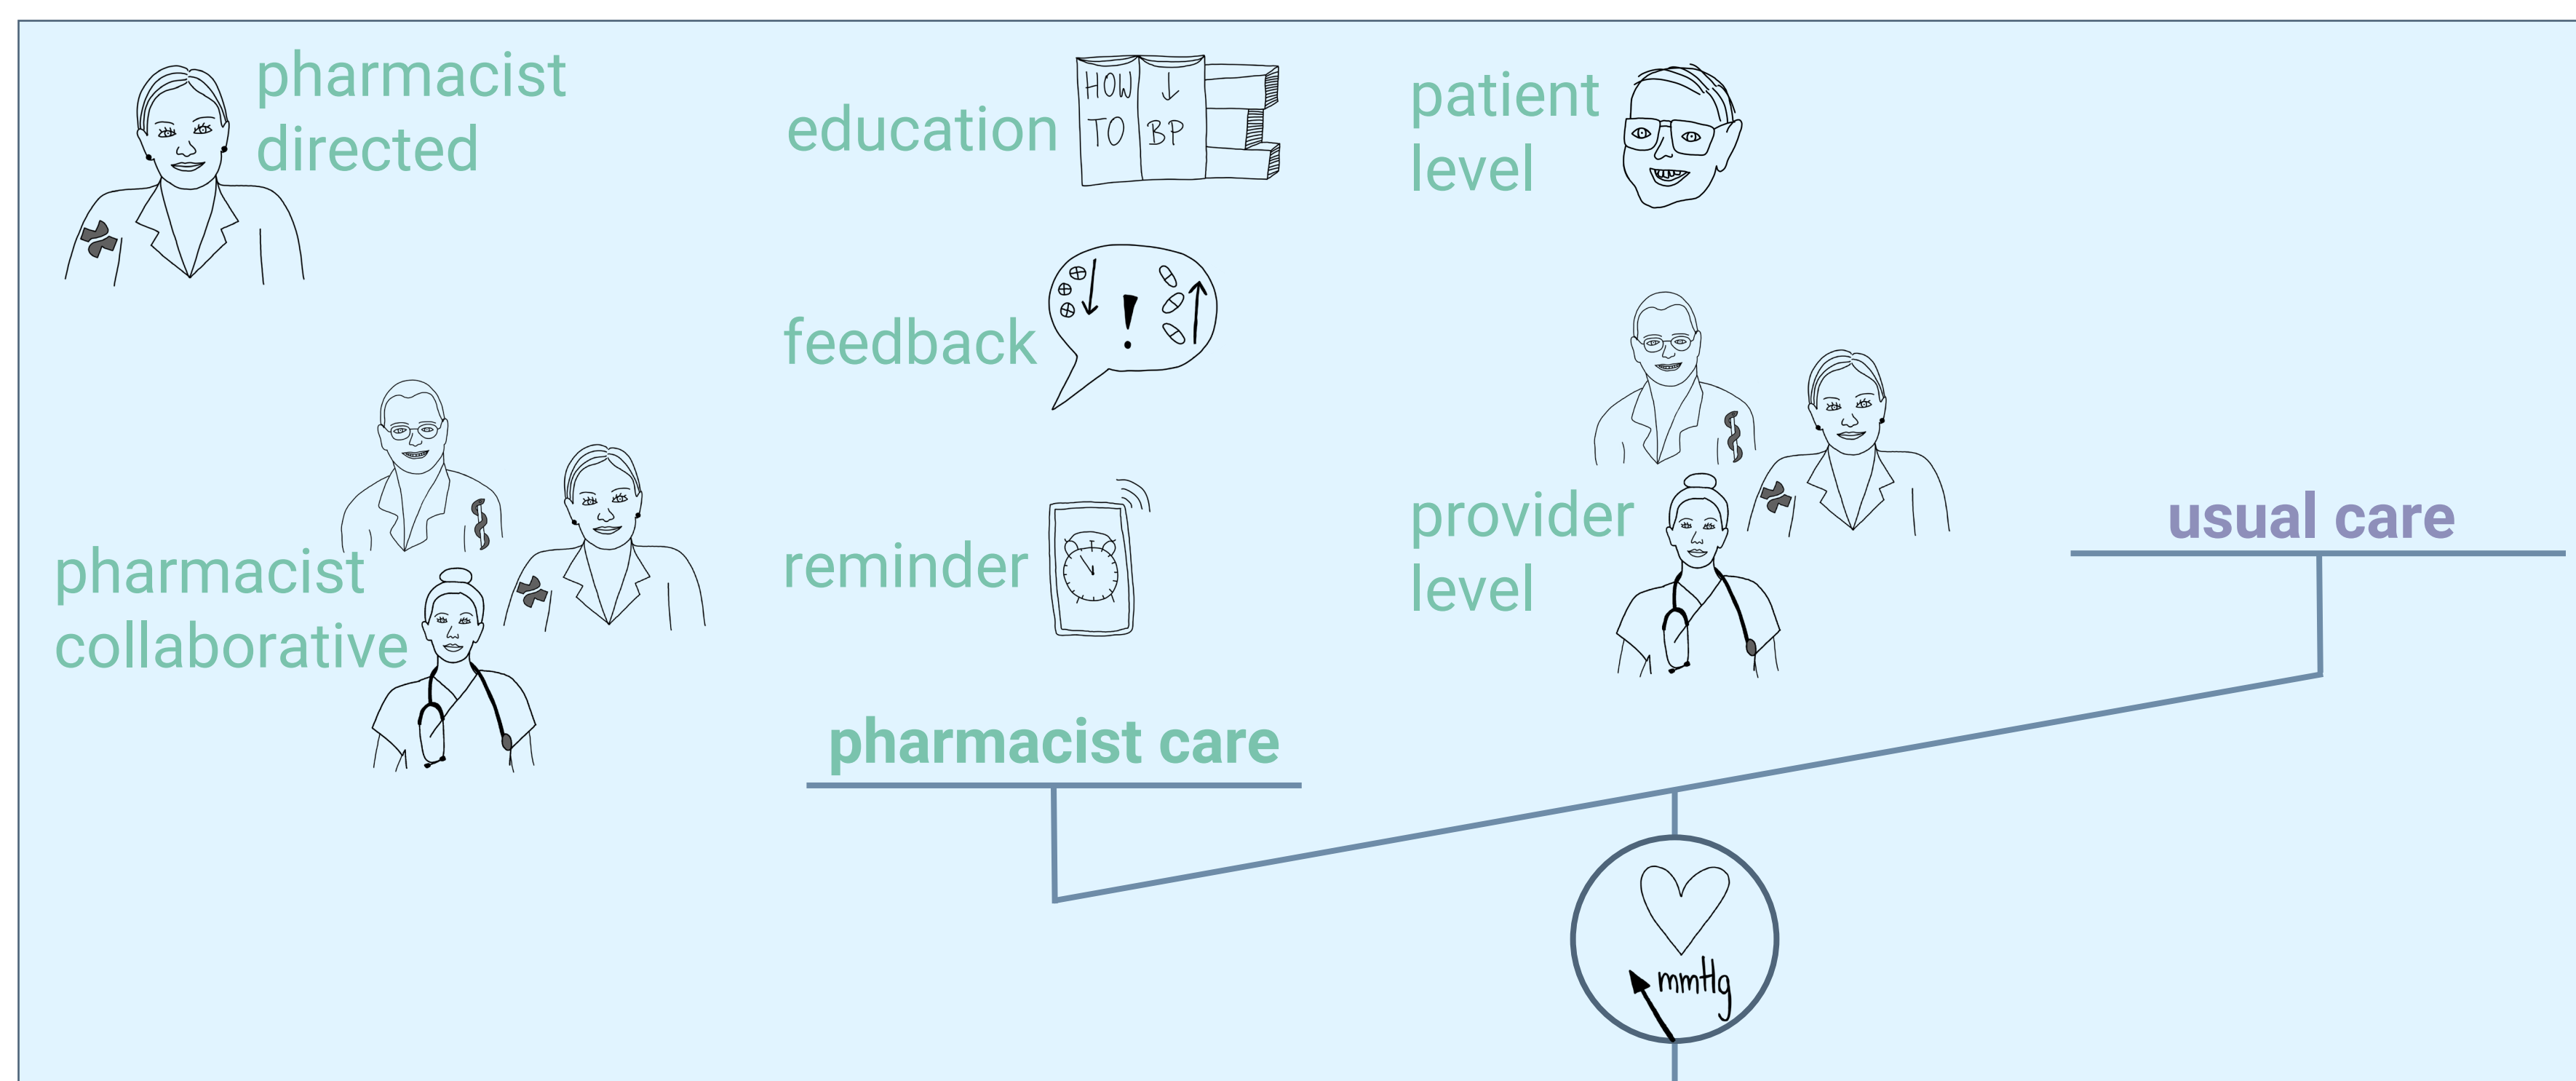 pharmacist
directed
pharmacist
collaborative
education
HOW TO
↓ BP
feedback
!
reminder
patient
level
provider
level
pharmacist care
usual care
mmHg